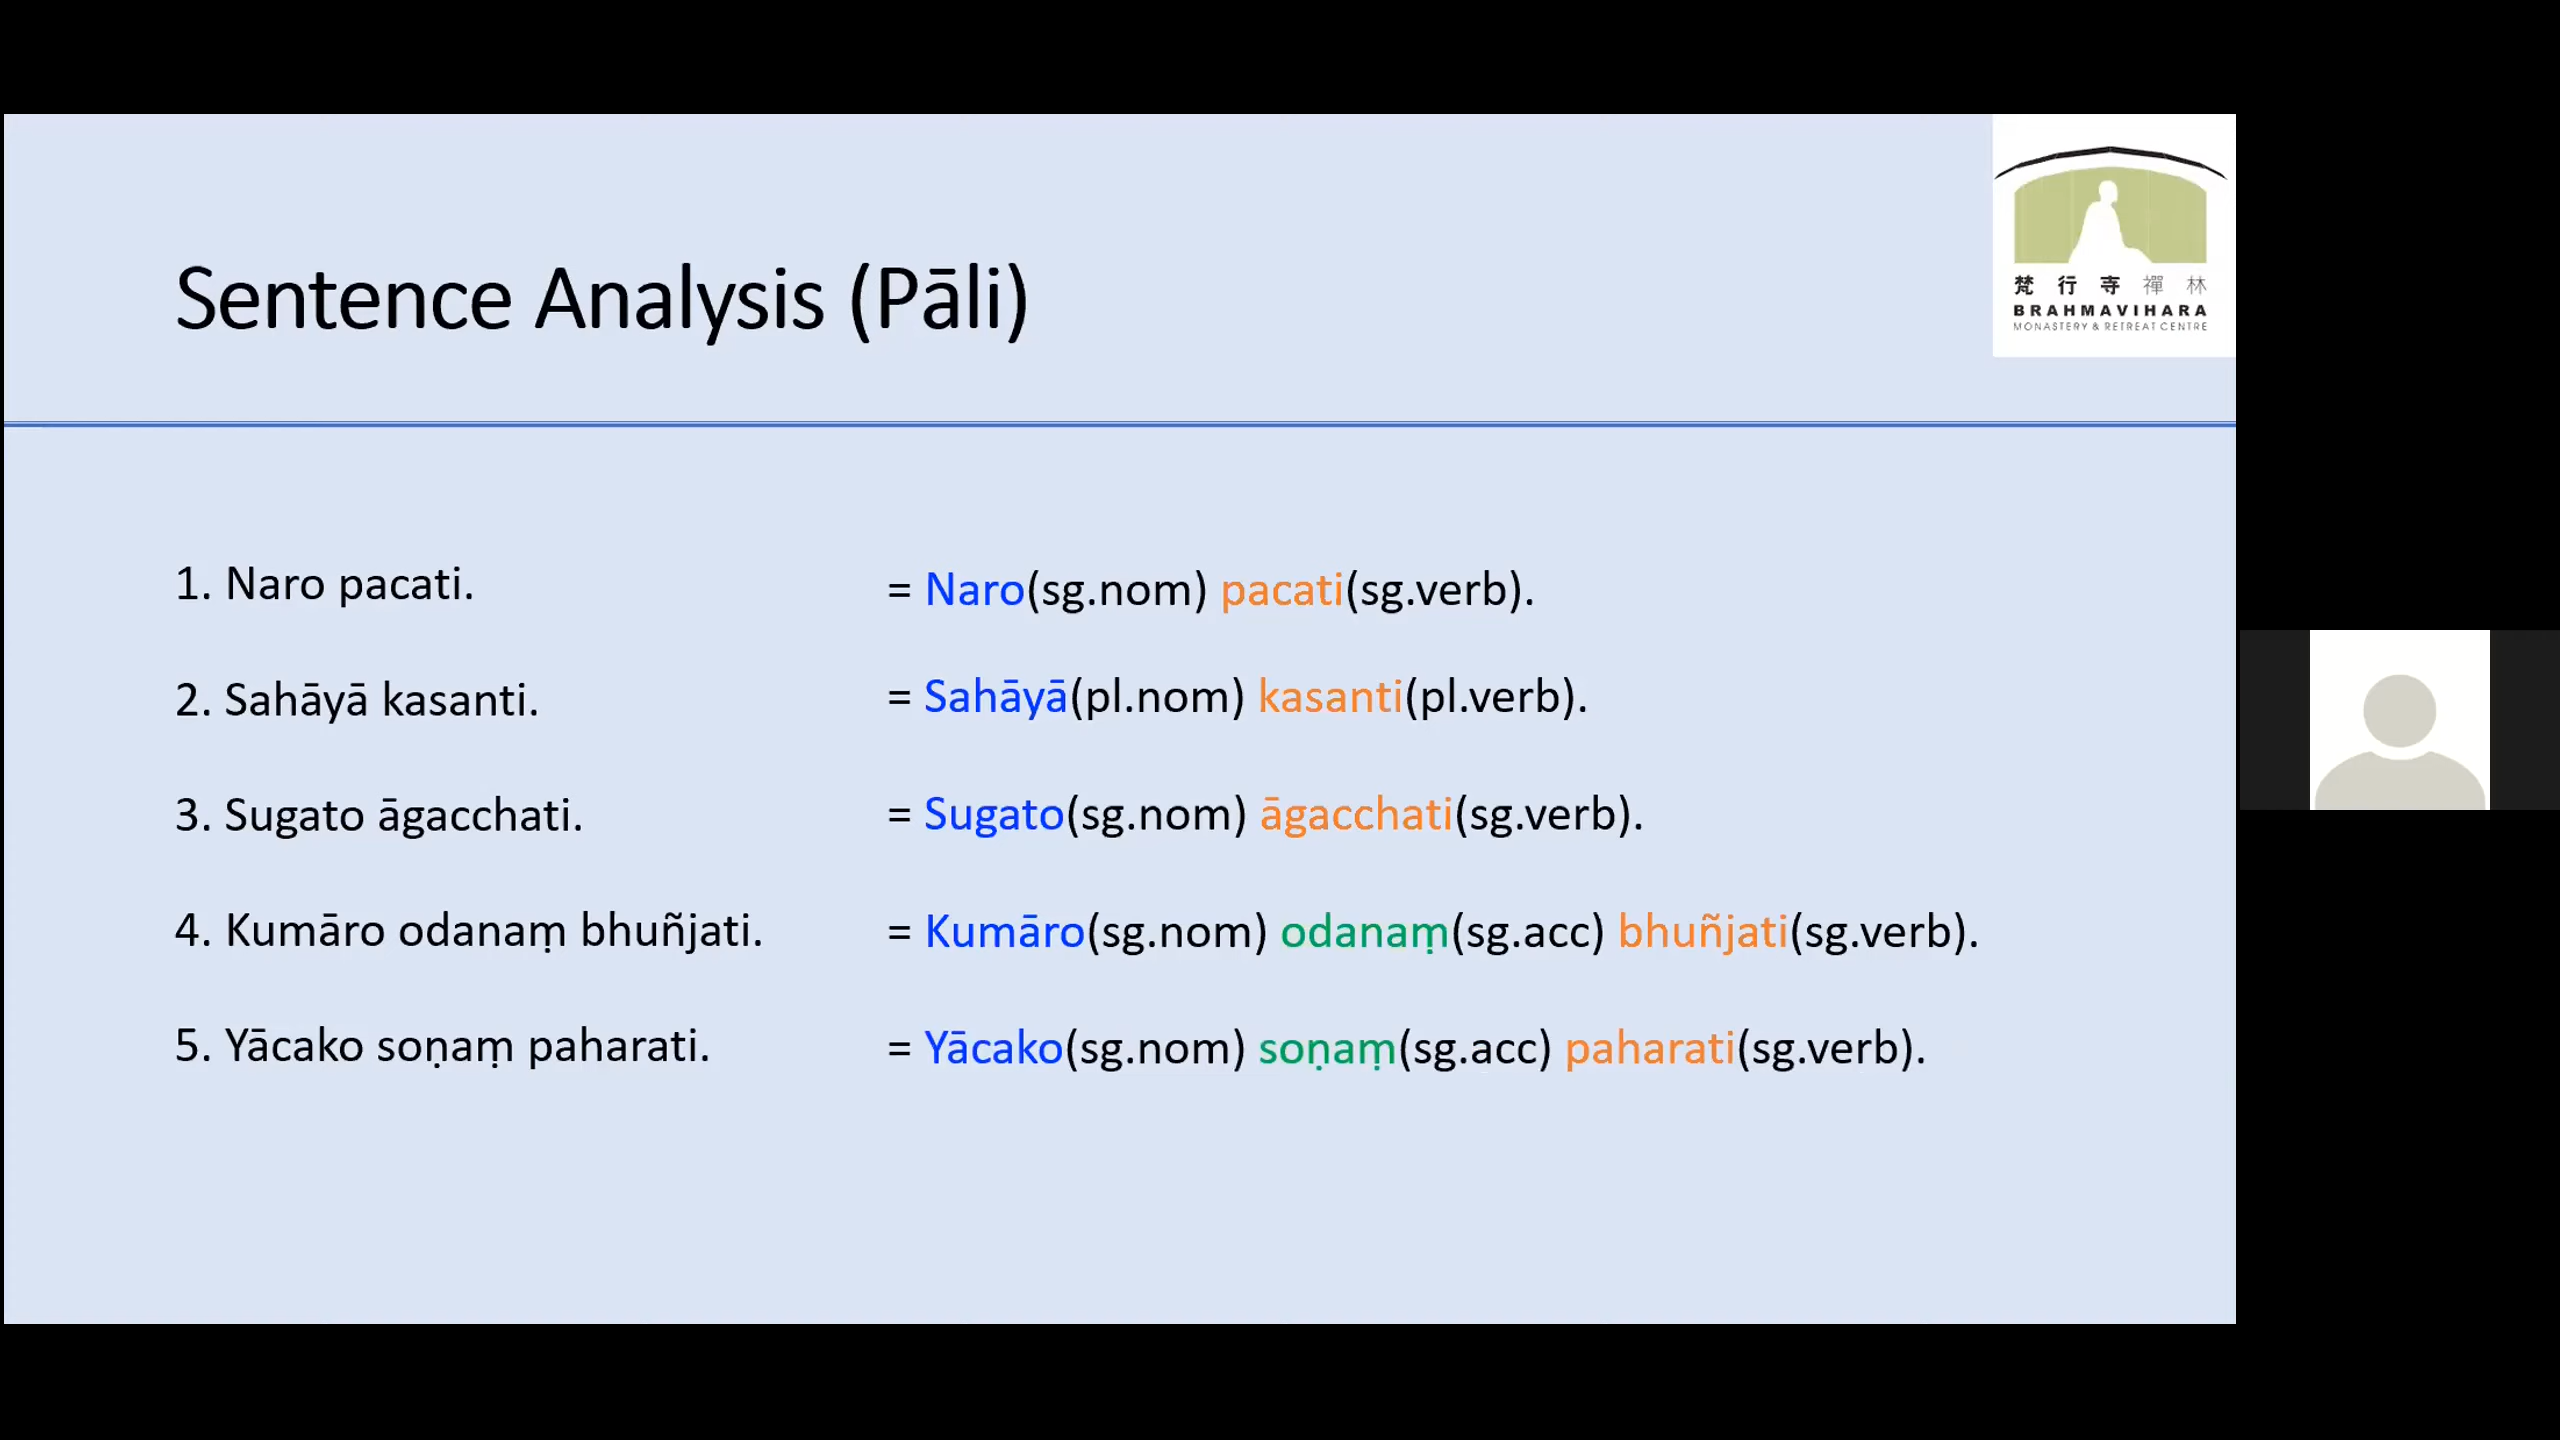 梵行寺禪林
BRAHMAVIHARA
MONASTERY & RETREAT CENTRE
Sentence Analysis (Pāli)
1. Naro pacati. = Naro(sg.nom) pacati(sg.verb).
2. Sahāyā kasanti. = Sahāyā(pl.nom) kasanti(pl.verb).
3. Sugato āgacchati. = Sugato(sg.nom) āgacchati(sg.verb).
4. Kumāro odanaṃ bhuñjati. = Kumāro(sg.nom) odanaṃ(sg.acc) bhuñjati(sg.verb).
5. Yācako soṇaṃ paharati. = Yācako(sg.nom) soṇaṃ(sg.acc) paharati(sg.verb).